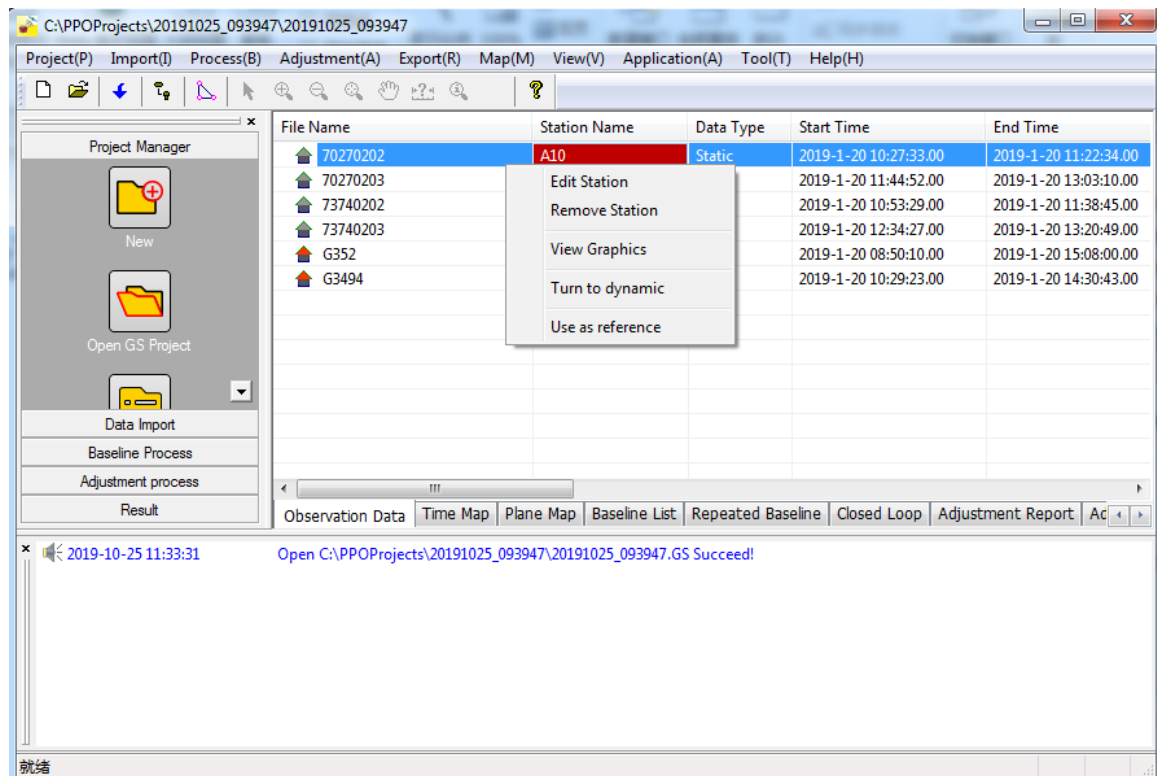 C:\PPOProjects\20191025_093947\20191025_093947
Project(P) Import(I) Process(B) Adjustment(A) Export(R) Map(M) View(V) Application(A) Tool(T) Help(H)
Project Manager
New
Open GS Project
Data Import
Baseline Process
Adjustment process
Result
File Name Station Name Data Type Start Time End Time
70270202 A10 Static 2019-1-20 10:27:33.00 2019-1-20 11:22:34.00
70270203 2019-1-20 11:44:52.00 2019-1-20 13:03:10.00
73740202 2019-1-20 10:53:29.00 2019-1-20 11:38:45.00
73740203 2019-1-20 12:34:27.00 2019-1-20 13:20:49.00
G352 2019-1-20 08:50:10.00 2019-1-20 15:08:00.00
G3494 2019-1-20 10:29:23.00 2019-1-20 14:30:43.00
Edit Station
Remove Station
View Graphics
Turn to dynamic
Use as reference
Observation Data Time Map Plane Map Baseline List Repeated Baseline Closed Loop Adjustment Report
2019-10-25 11:33:31 Open C:\PPOProjects\20191025_093947\20191025_093947.GS Succeed!
就绪